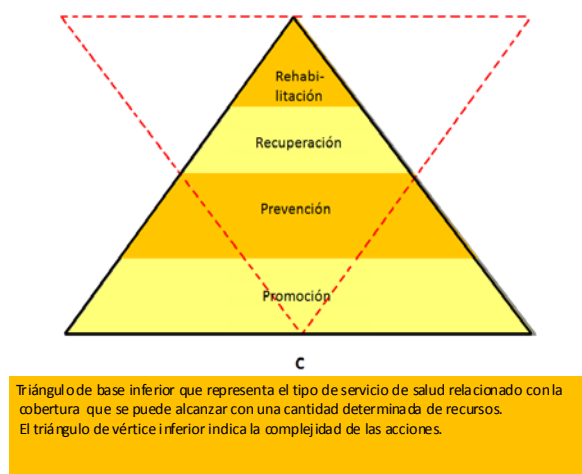 Rehabi-
litación
Recuperación
Prevención
Promoción
C
Triángulo de base inferior que representa el tipo de servicio de salud relacionado con la
cobertura que se puede alcanzar con una cantidad determinada de recursos.
El triángulo de vértice inferior indica la complejidad de las acciones.